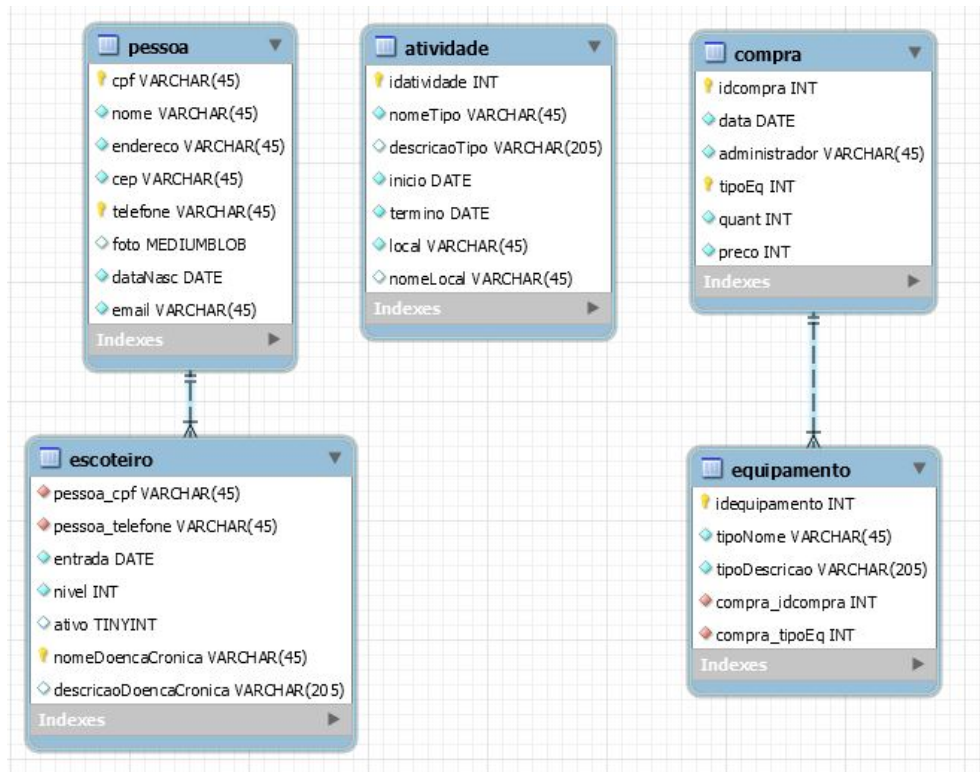 pessoa
cpf VARCHAR(45)
nome VARCHAR(45)
endereco VARCHAR(45)
cep VARCHAR(45)
telefone VARCHAR(45)
foto MEDIUMBLOB
dataNasc DATE
email VARCHAR(45)
Indexes
atividade
idatividade INT
nomeTipo VARCHAR(45)
descricaoTipo VARCHAR(205)
inicio DATE
termino DATE
local VARCHAR(45)
nomeLocal VARCHAR(45)
Indexes
compra
idcompra INT
data DATE
administrador VARCHAR(45)
tipoEq INT
quant INT
preco INT
Indexes
escoteiro
pessoa_cpf VARCHAR(45)
pessoa_telefone VARCHAR(45)
entrada DATE
nivel INT
ativo TINYINT
nomeDoencaCronica VARCHAR(45)
descricaoDoencaCronica VARCHAR(205)
Indexes
equipamento
idequipamento INT
tipoNome VARCHAR(45)
tipoDescricao VARCHAR(205)
compra_idcompra INT
compra_tipoEq INT
Indexes